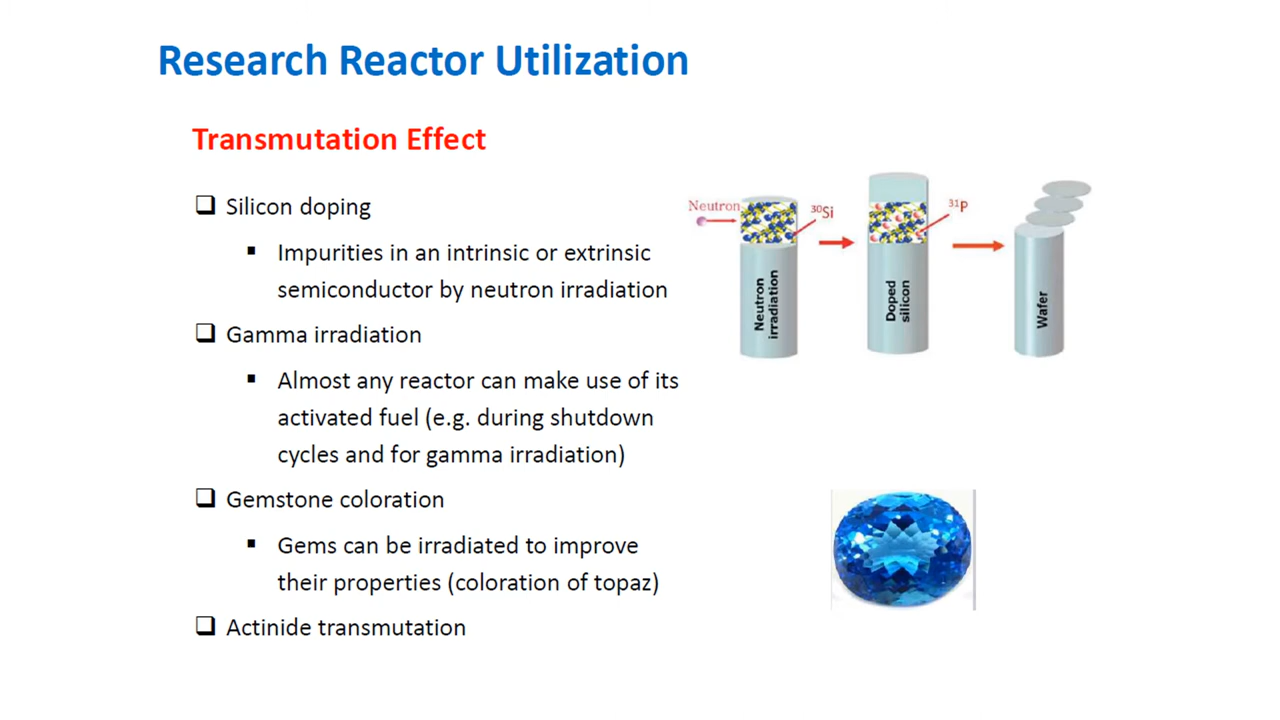 Research Reactor Utilization
Transmutation Effect
❑ Silicon doping
▪ Impurities in an intrinsic or extrinsic
semiconductor by neutron irradiation
❑ Gamma irradiation
▪ Almost any reactor can make use of its
activated fuel (e.g. during shutdown
cycles and for gamma irradiation)
❑ Gemstone coloration
▪ Gems can be irradiated to improve
their properties (coloration of topaz)
❑ Actinide transmutation
Neutron
³⁰Si
³¹P
Neutron
irradiation
Doped
silicon
Wafer